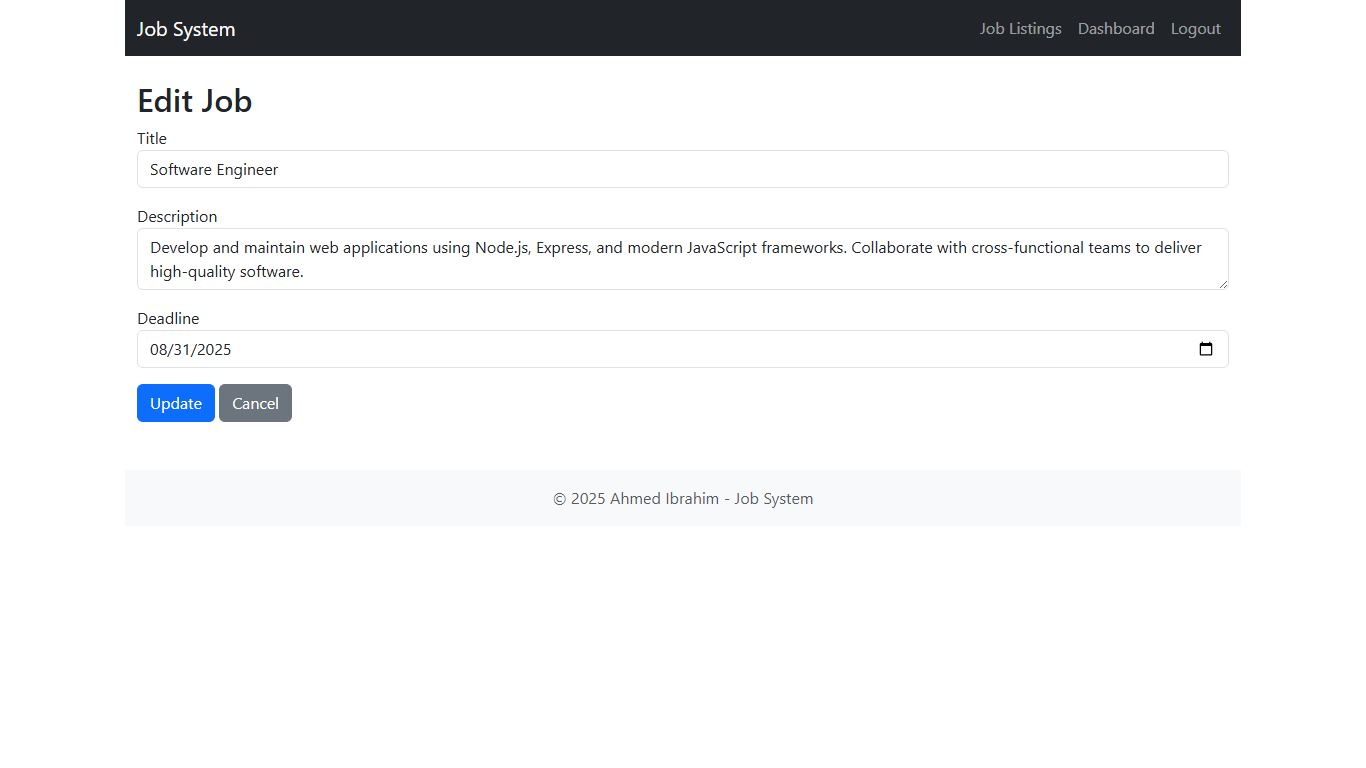 Job System
Job Listings Dashboard Logout
Edit Job
Title
Software Engineer
Description
Develop and maintain web applications using Node.js, Express, and modern JavaScript frameworks. Collaborate with cross-functional teams to deliver
high-quality software.
Deadline
08/31/2025
Update Cancel
© 2025 Ahmed Ibrahim - Job System